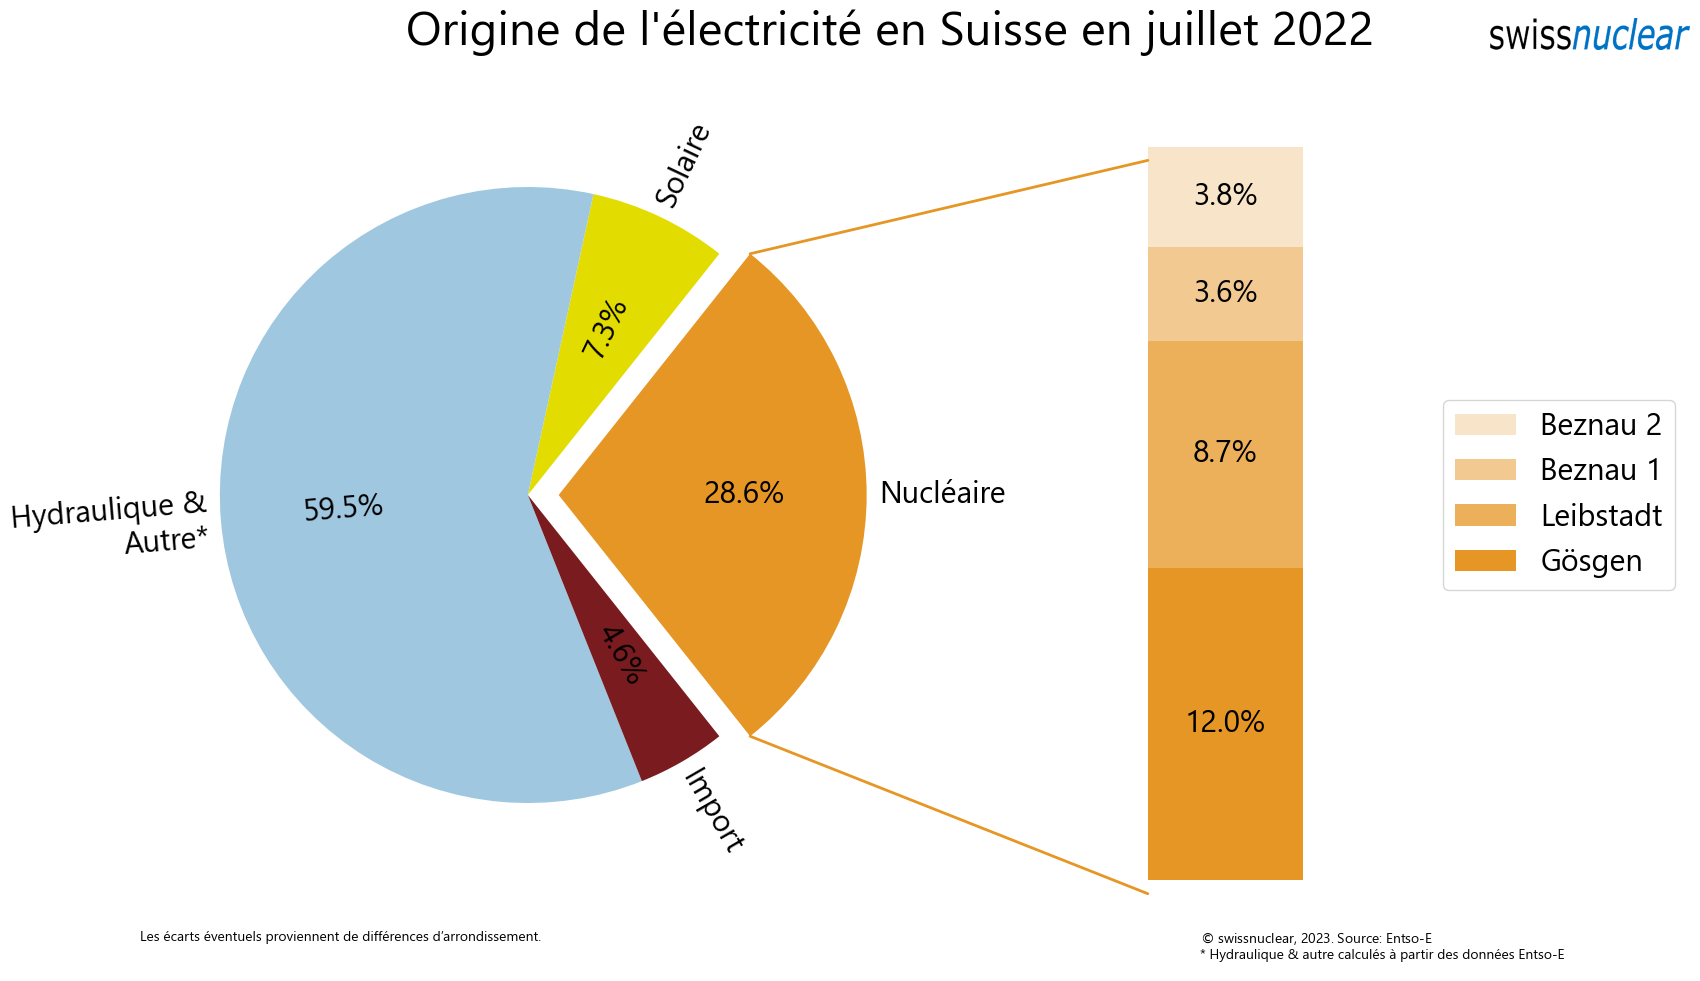 Origine de l'électricité en Suisse en juillet 2022
swissnuclear
Solaire
7.3%
Hydraulique &
Autre*
59.5%
28.6%
Nucléaire
4.6%
Import
3.8%
3.6%
8.7%
12.0%
Beznau 2
Beznau 1
Leibstadt
Gösgen
Les écarts éventuels proviennent de différences d’arrondissement.
© swissnuclear, 2023. Source: Entso-E
* Hydraulique & autre calculés à partir des données Entso-E